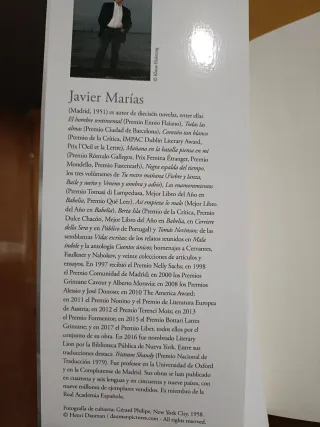 © Klaus Holsting
Javier Marías
(Madrid, 1951) es autor de dieciséis novelas, entre ellas
El hombre sentimental (Premio Ennio Flaiano), Todas las
almas (Premio Ciudad de Barcelona), Corazón tan blanco
(Premio de la Crítica, IMPAC Dublin Literary Award,
Prix l'Œil et la Lettre), Mañana en la batalla piensa en mí
(Premio Rómulo Gallegos, Prix Femina Étranger, Premio
Mondello, Premio Fastenrath), Negra espalda del tiempo,
los tres volúmenes de Tu rostro mañana (Fiebre y lanza,
Baile y sueño y Veneno y sombra y adiós), Los enamoramientos
(Premio Tomasi di Lampedusa, Mejor Libro del Año en
Babelia, Premio Qué Leer), Así empieza lo malo (Mejor Libro
del Año en Babelia), Berta Isla (Premio de la Crítica, Premio
Dulce Chacón, Mejor Libro del Año en Babelia, en Corriere
della Sera y en Público de Portugal) y Tomás Nevinson; de las
semblanzas Vidas escritas; de los relatos reunidos en Mala
índole y la antología Cuentos únicos; homenajes a Cervantes,
Faulkner y Nabokov, y veinte colecciones de artículos y
ensayos. En 1997 recibió el Premio Nelly Sachs; en 1998
el Premio Comunidad de Madrid; en 2000 los Premios
Grinzane Cavour y Alberto Moravia; en 2008 los Premios
Alessio y José Donoso; en 2010 The America Award;
en 2011 el Premio Nonino y el Premio de Literatura Europea
de Austria; en 2012 el Premio Terenci Moix; en 2013
el Premio Formentor; en 2015 el Premio Bottari Lattes
Grinzane; y en 2017 el Premio Liber, todos ellos por el
conjunto de su obra. En 2016 fue nombrado Literary
Lion por la Biblioteca Pública de Nueva York. Entre sus
traducciones destaca Tristram Shandy (Premio Nacional de
Traducción 1979). Fue profesor en la Universidad de Oxford
y en la Complutense de Madrid. Sus obras se han publicado
en cuarenta y seis lenguas y en cincuenta y nueve países, con
nueve millones de ejemplares vendidos. Es miembro de la
Real Academia Española.
Fotografía de cubierta: Gérard Philipe, New York City, 1958.
© Henri Dauman / daumanpictures.com . All rights reserved.